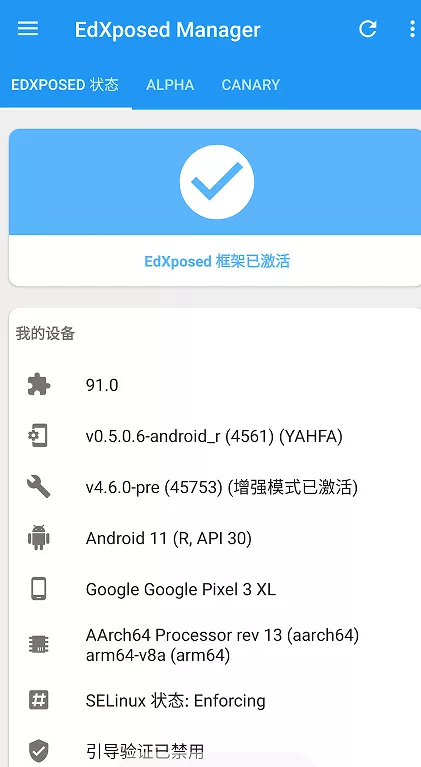 EdXposed Manager
EDXPOSED 状态
ALPHA
CANARY
EdXposed 框架已激活
我的设备
91.0
v0.5.0.6-android_r (4561) (YAHFA)
v4.6.0-pre (45753) (增强模式已激活)
Android 11 (R, API 30)
Google Google Pixel 3 XL
AArch64 Processor rev 13 (aarch64)
arm64-v8a (arm64)
SELinux 状态: Enforcing
引导验证已禁用